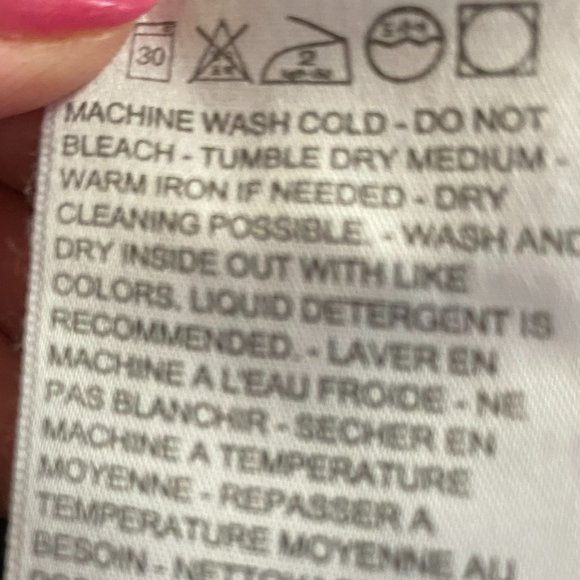 30
2
MACHINE WASH COLD - DO NOT
BLEACH - TUMBLE DRY MEDIUM -
WARM IRON IF NEEDED - DRY
CLEANING POSSIBLE. - WASH AND
DRY INSIDE OUT WITH LIKE
COLORS. LIQUID DETERGENT IS
RECOMMENDED. - LAVER EN
MACHINE A L'EAU FROIDE - NE
PAS BLANCHIR - SECHER EN
MACHINE A TEMPERATURE
MOYENNE - REPASSER A
TEMPERATURE MOYENNE AU
BESOIN -